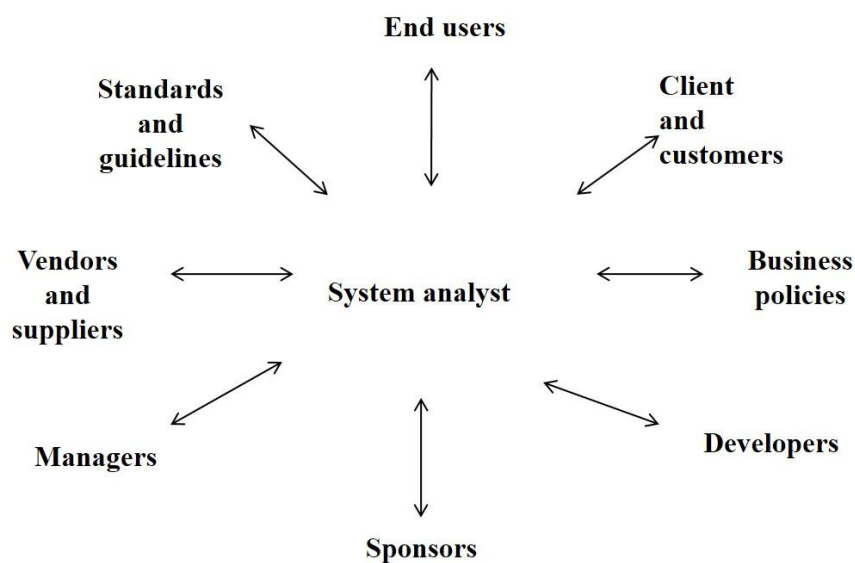 End users
Standards
and
guidelines
Client
and
customers
Vendors
and
suppliers
System analyst
Business
policies
Managers
Developers
Sponsors